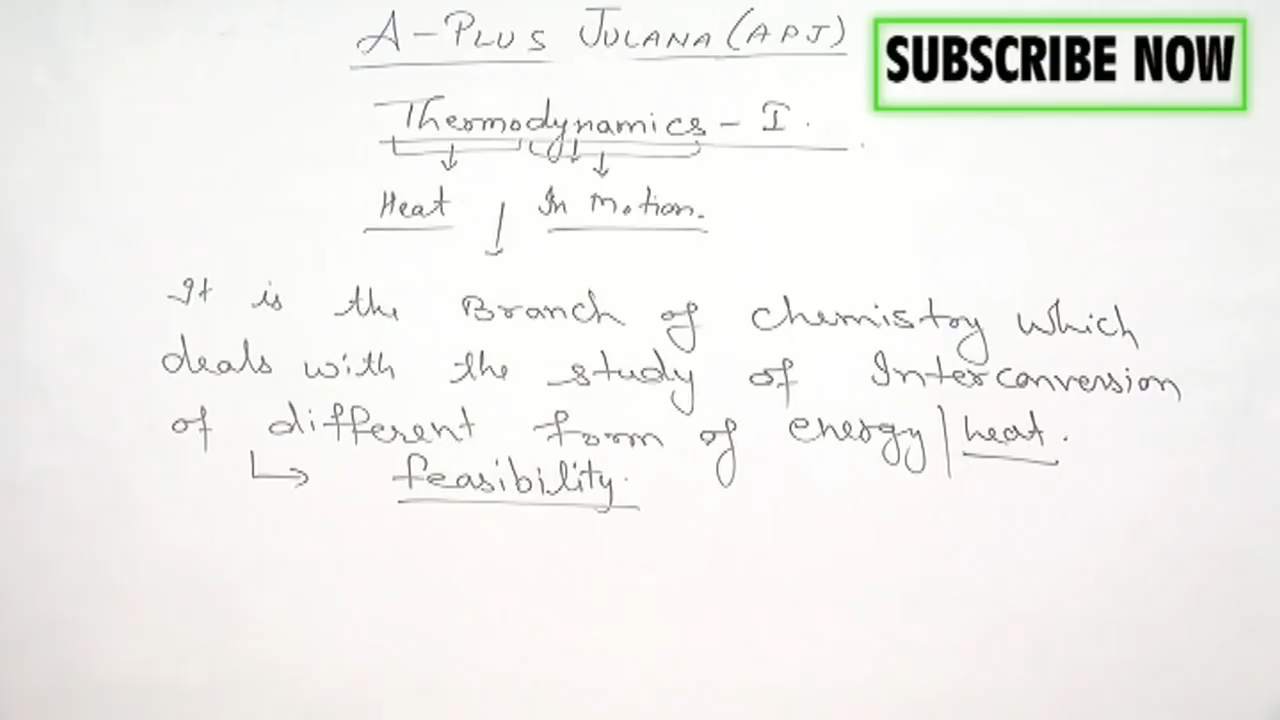 A-PLUS JULANA (APJ)
SUBSCRIBE NOW
Thermodynamics - I.
Heat In Motion.
It is the Branch of chemistry which
deals with the study of Interconversion
of different form of energy/heat.
↳ feasibility.